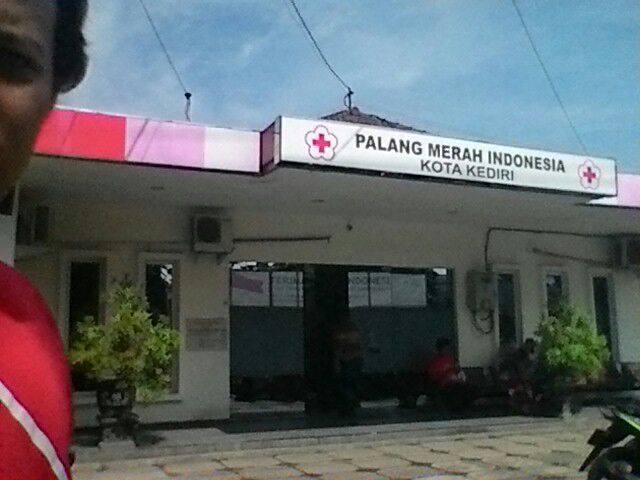 PALANG MERAH INDONESIA
KOTA KEDIRI